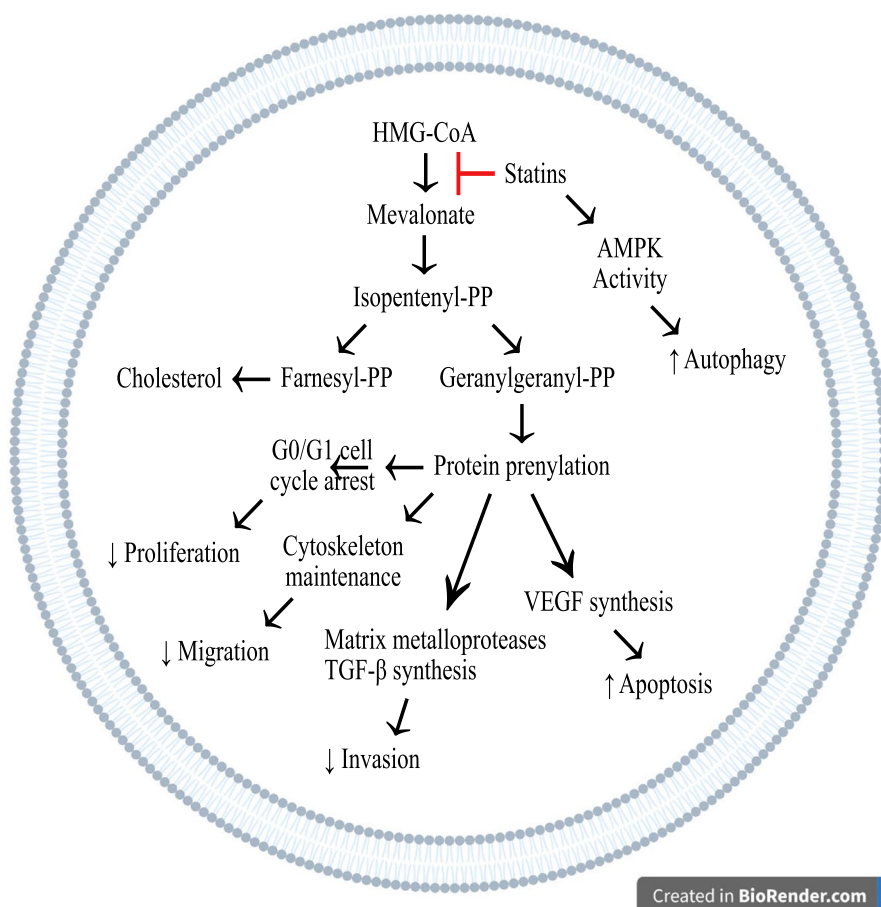 HMG-CoA
Statins
Mevalonate
AMPK
Activity
Isopentenyl-PP
↑ Autophagy
Cholesterol
Farnesyl-PP
Geranylgeranyl-PP
G0/G1 cell
cycle arrest
Protein prenylation
↓ Proliferation
Cytoskeleton
maintenance
VEGF synthesis
↓ Migration
Matrix metalloproteases
TGF-β synthesis
↑ Apoptosis
↓ Invasion
Created in BioRender.com